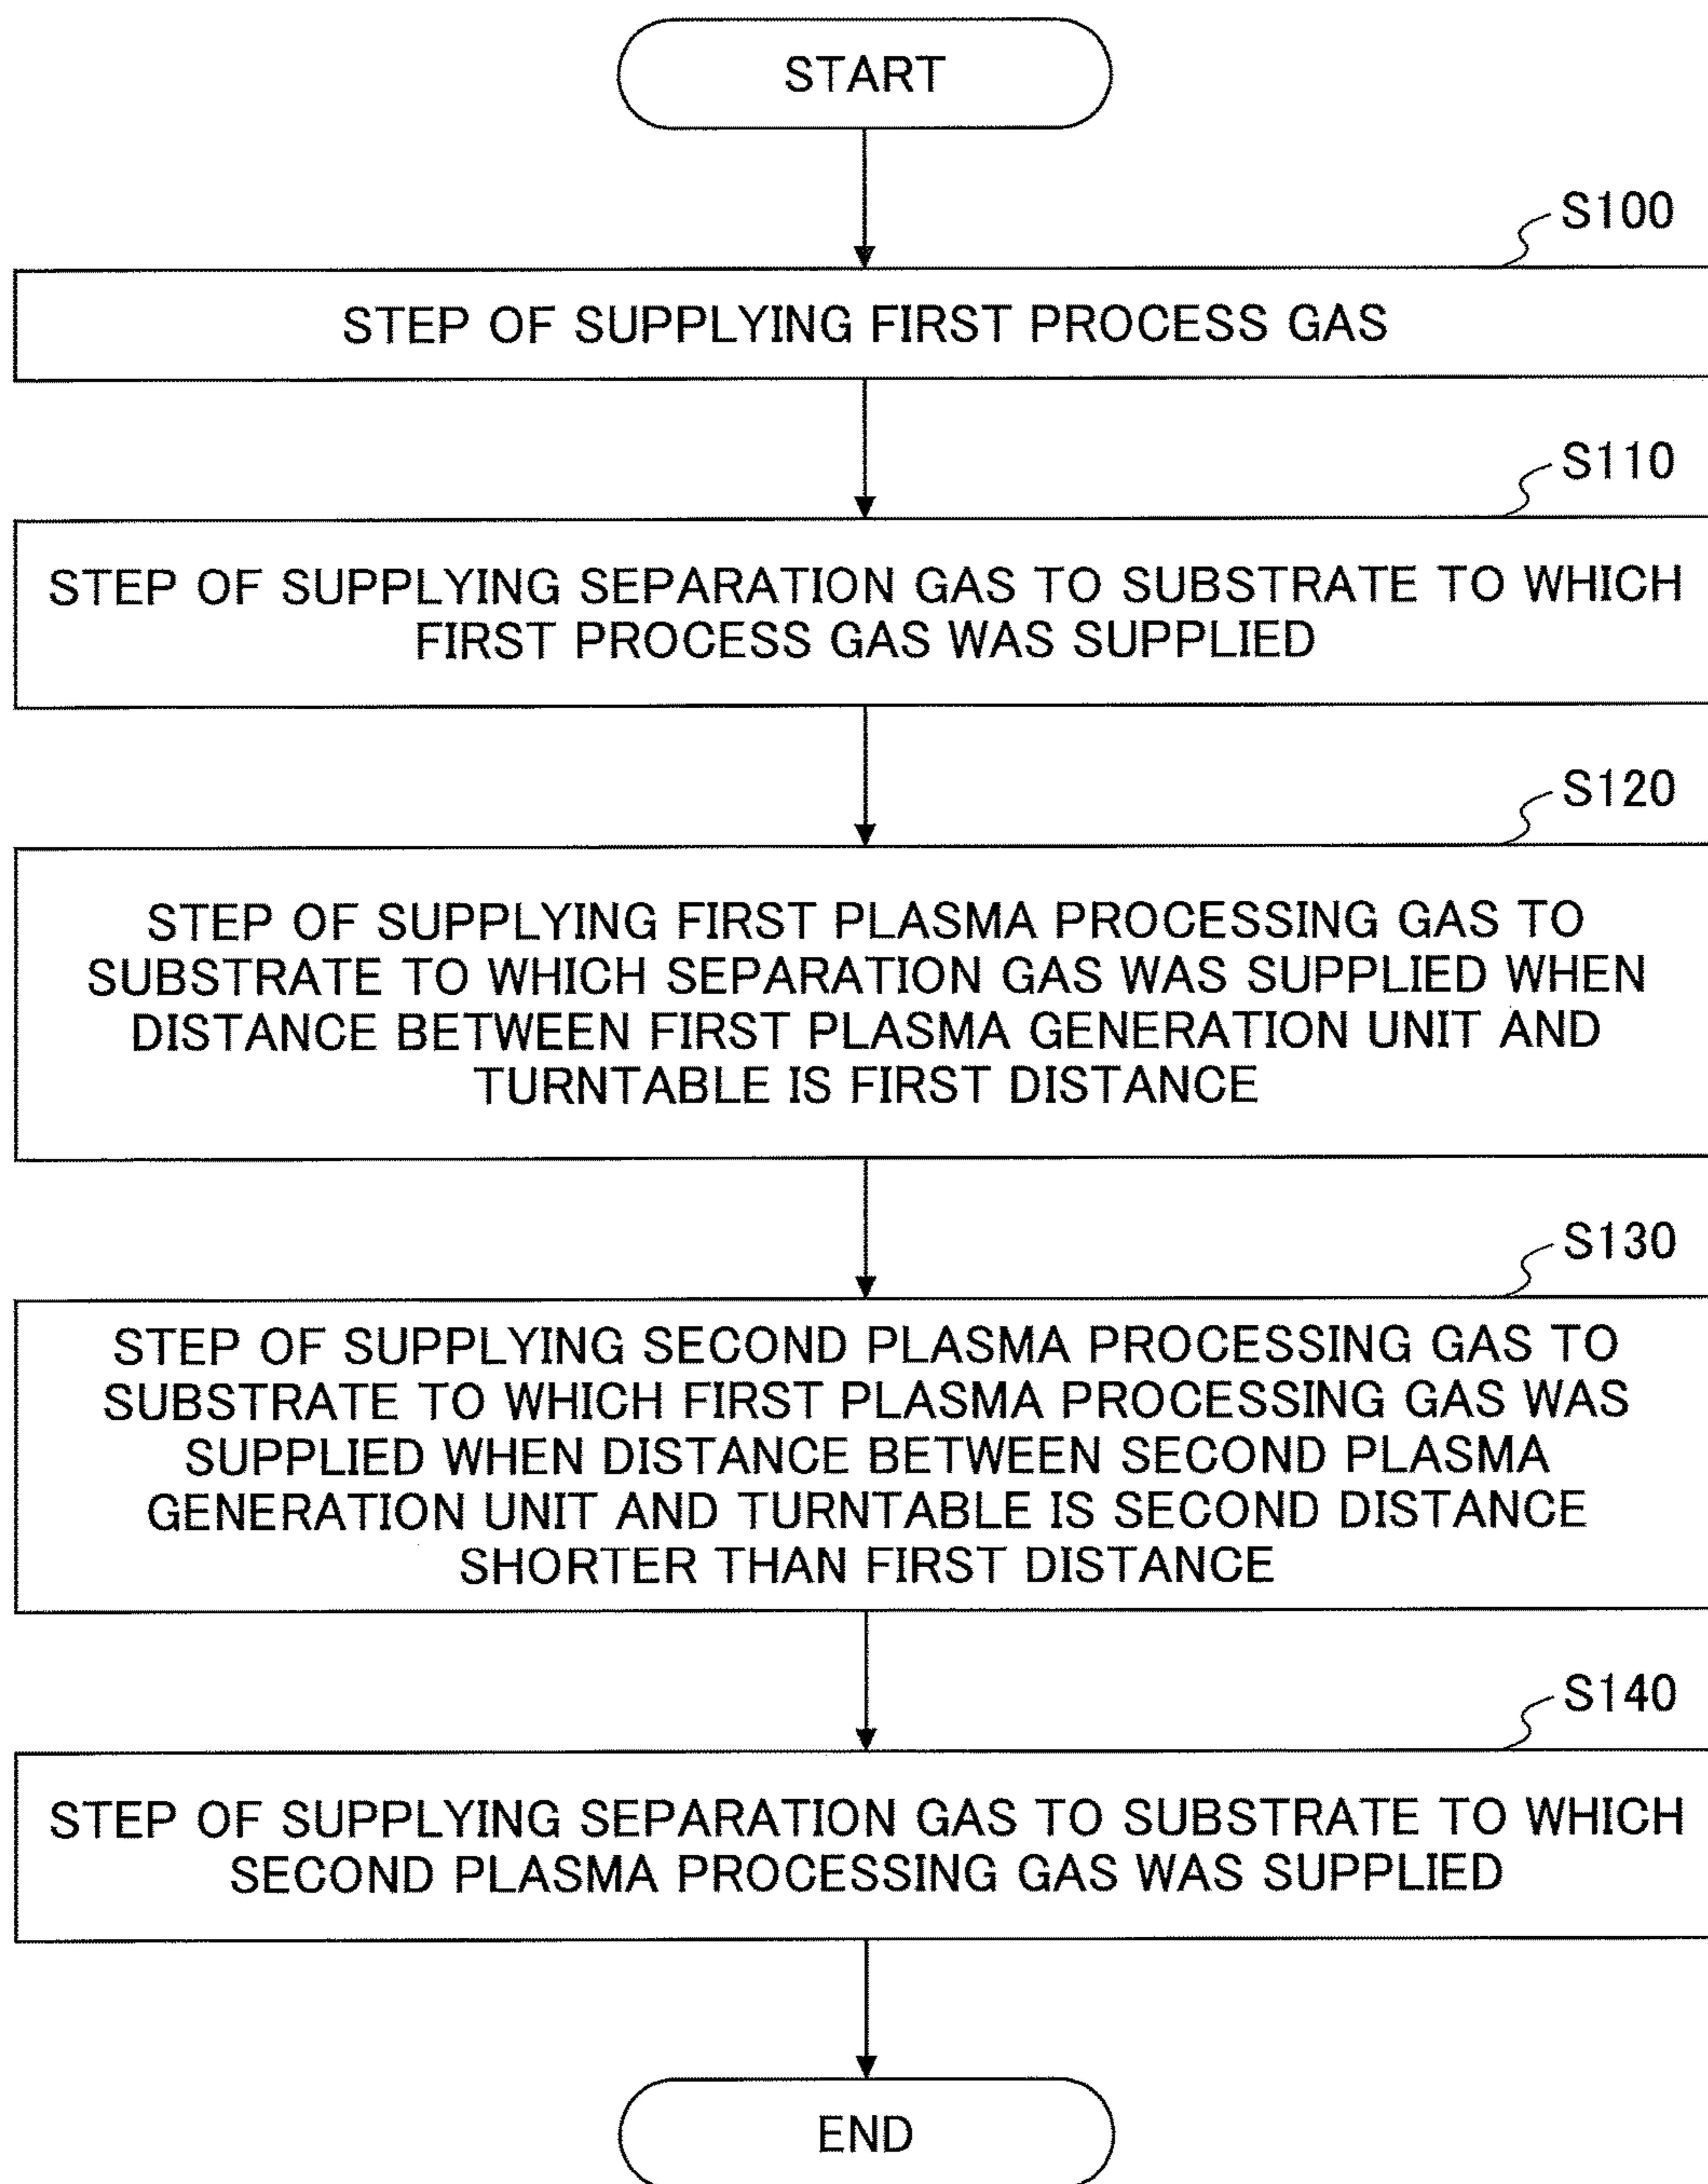 START
S100
STEP OF SUPPLYING FIRST PROCESS GAS
S110
STEP OF SUPPLYING SEPARATION GAS TO SUBSTRATE TO WHICH
FIRST PROCESS GAS WAS SUPPLIED
S120
STEP OF SUPPLYING FIRST PLASMA PROCESSING GAS TO
SUBSTRATE TO WHICH SEPARATION GAS WAS SUPPLIED WHEN
DISTANCE BETWEEN FIRST PLASMA GENERATION UNIT AND
TURNTABLE IS FIRST DISTANCE
S130
STEP OF SUPPLYING SECOND PLASMA PROCESSING GAS TO
SUBSTRATE TO WHICH FIRST PLASMA PROCESSING GAS WAS
SUPPLIED WHEN DISTANCE BETWEEN SECOND PLASMA
GENERATION UNIT AND TURNTABLE IS SECOND DISTANCE
SHORTER THAN FIRST DISTANCE
S140
STEP OF SUPPLYING SEPARATION GAS TO SUBSTRATE TO WHICH
SECOND PLASMA PROCESSING GAS WAS SUPPLIED
END